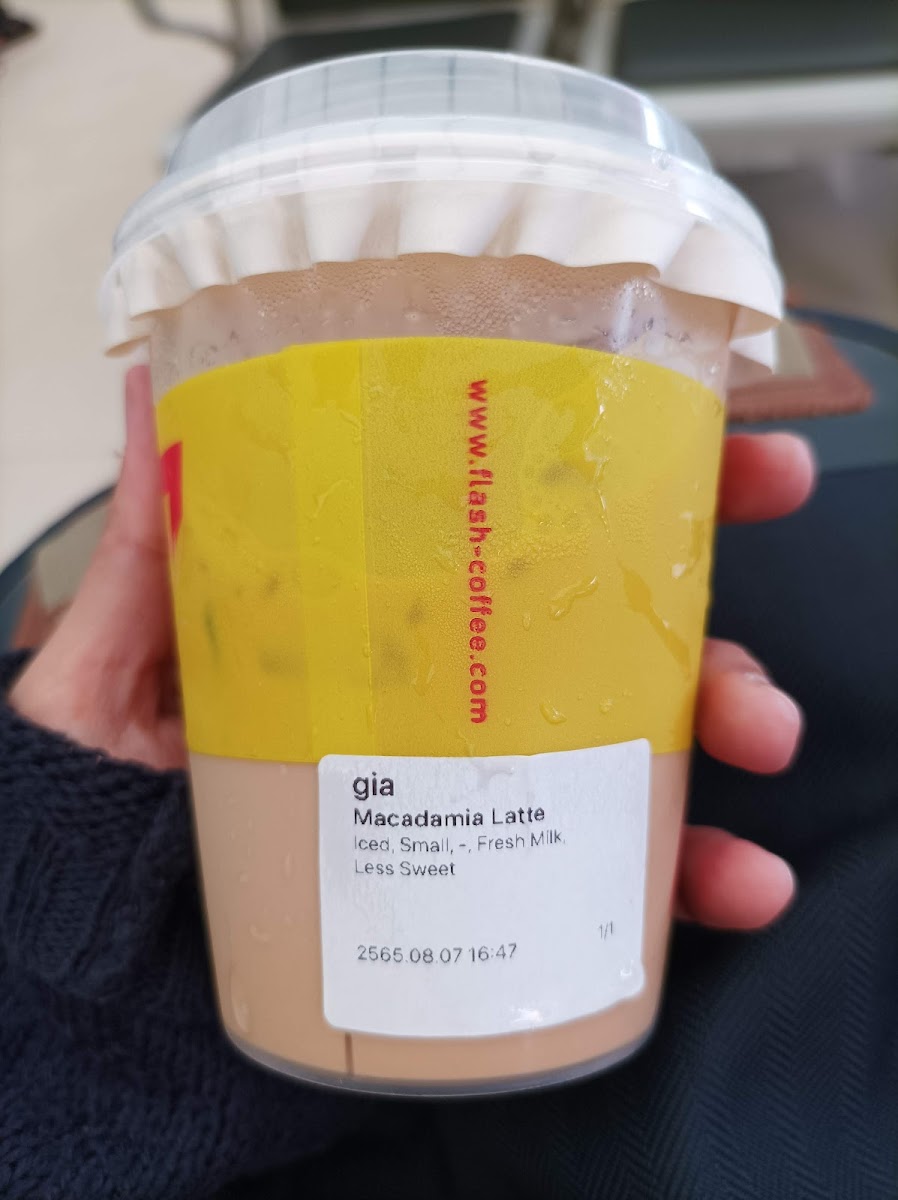 www.flash-coffee.com
gia
Macadamia Latte
Iced, Small, -, Fresh Milk,
Less Sweet
1/1
2565.08.07 16:47